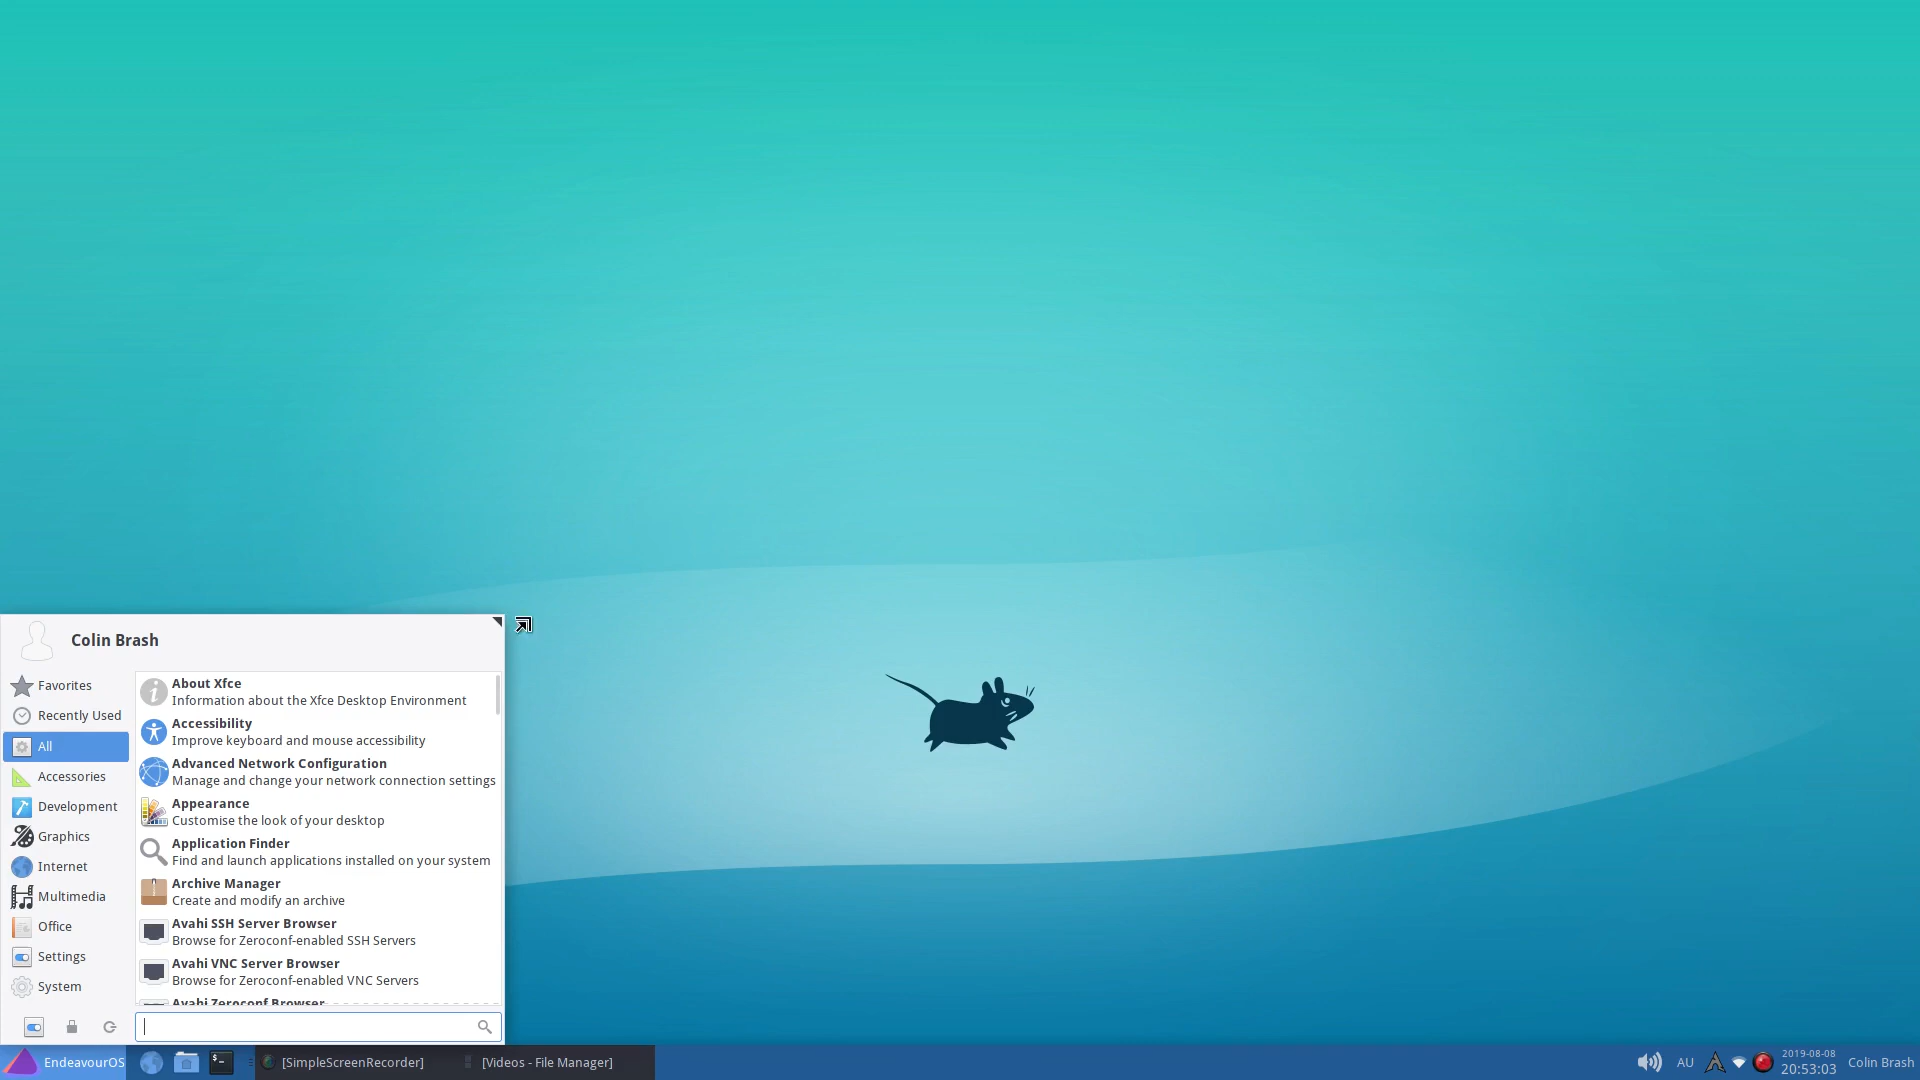 Colin Brash
Favorites
Recently Used
All
Accessories
Development
Graphics
Internet
Multimedia
Office
Settings
System
About Xfce
Information about the Xfce Desktop Environment
Accessibility
Improve keyboard and mouse accessibility
Advanced Network Configuration
Manage and change your network connection settings
Appearance
Customise the look of your desktop
Application Finder
Find and launch applications installed on your system
Archive Manager
Create and modify an archive
Avahi SSH Server Browser
Browse for Zeroconf-enabled SSH Servers
Avahi VNC Server Browser
Browse for Zeroconf-enabled VNC Servers
Avahi Zeroconf Browser
EndeavourOS
$-
[SimpleScreenRecorder]
[Videos - File Manager]
AU
2019-08-08
20:53:03
Colin Brash